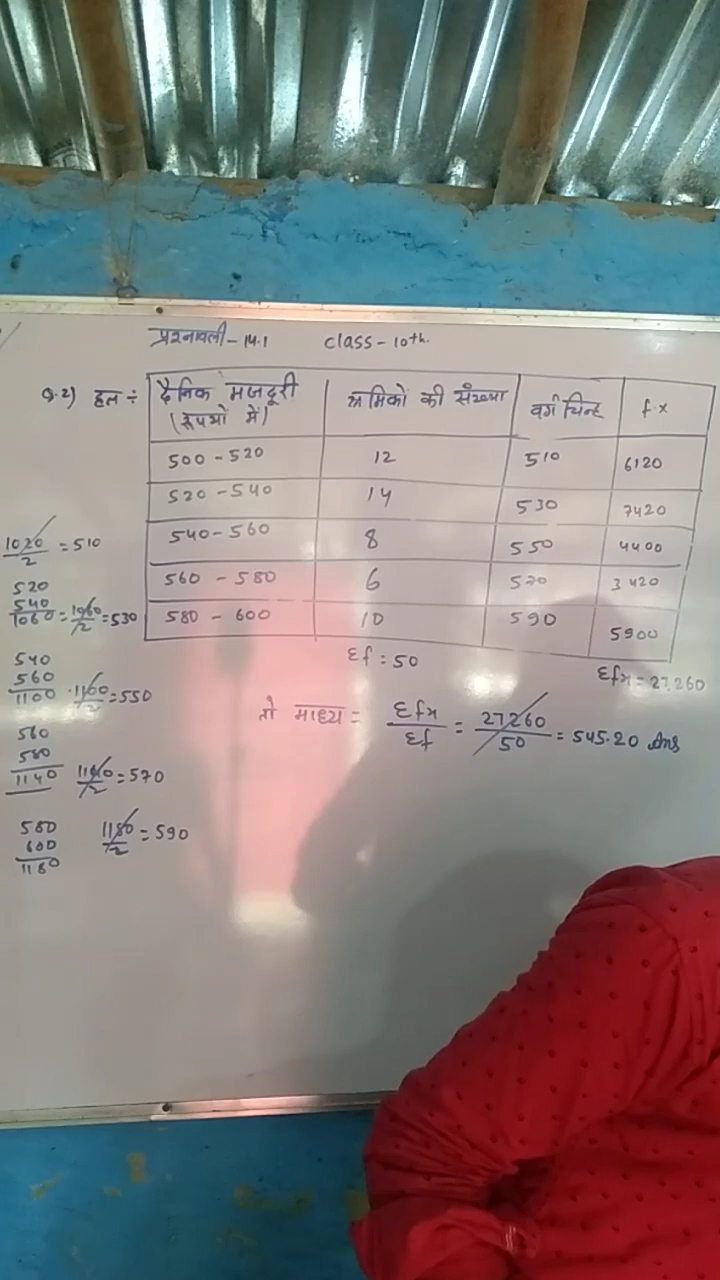 प्रश्नावली - 14.1 class - 10th.
Q.2) हल ÷ दैनिक मजदूरी (रूपयों में) श्रमिकों की संख्या वर्ग चिन्ह f x
500 - 520 12 510 6120
520 - 540 14 530 7420
540 - 560 8 550 4400
560 - 580 6 570 3420
580 - 600 10 590 5900
Σf = 50 Σfx = 27,260
तो माध्य = Σfx/Σf = 27260/50 = 545.20 Ans
1020/2 = 510
520
540
1060 = 1060/2 = 530
540
560
1100 1100/2 = 550
560
580
1140 1140/2 = 570
580
600
1180 1180/2 = 590